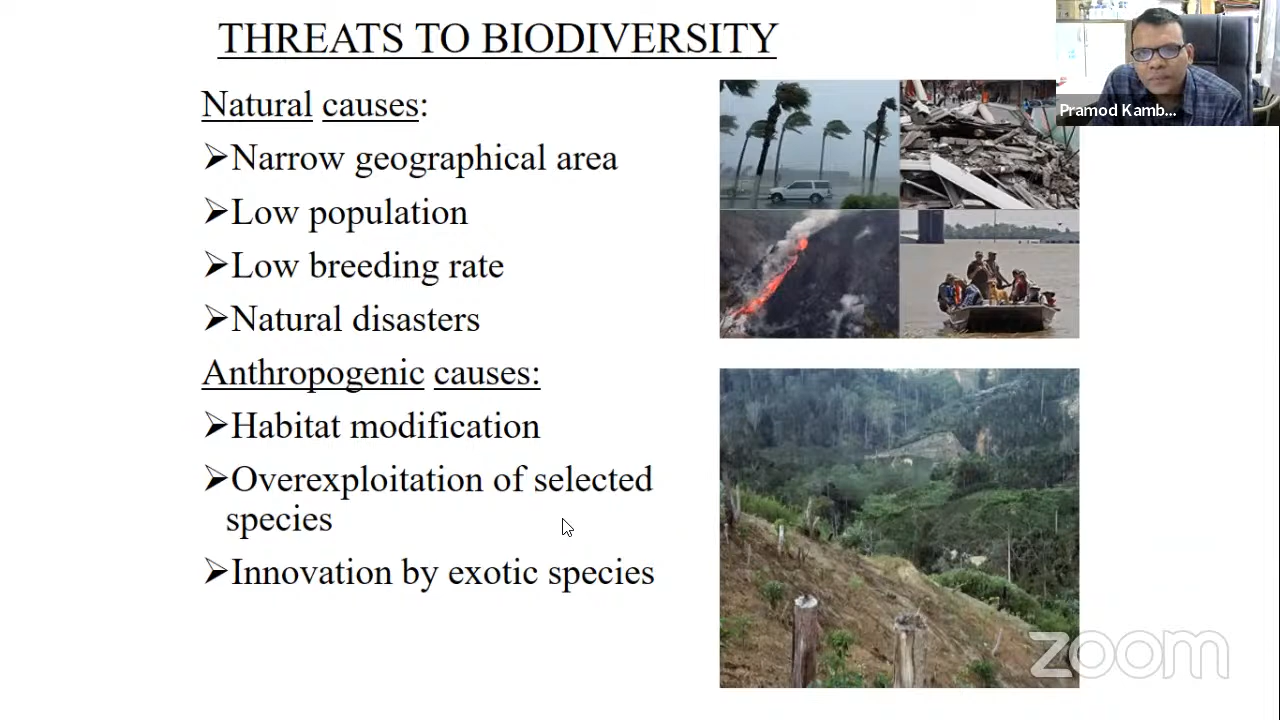 THREATS TO BIODIVERSITY
Natural causes:
➢Narrow geographical area
➢Low population
➢Low breeding rate
➢Natural disasters
Anthropogenic causes:
➢Habitat modification
➢Overexploitation of selected
species
➢Innovation by exotic species
Pramod Kamb...
zoom